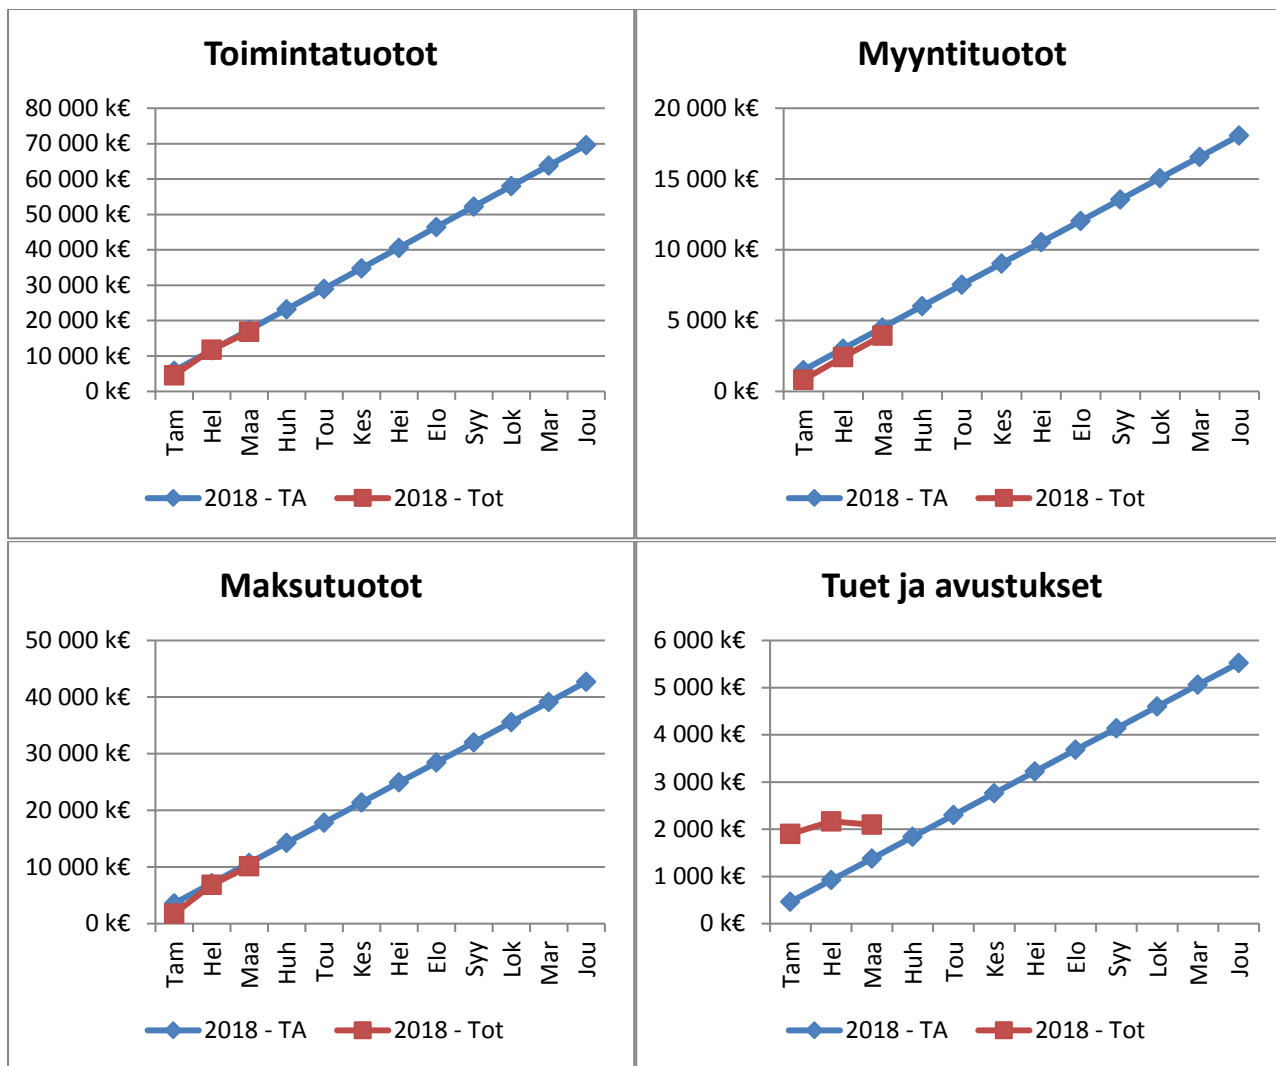 Toimintatuotot
80 000 k€
70 000 k€
60 000 k€
50 000 k€
40 000 k€
30 000 k€
20 000 k€
10 000 k€
0 k€
Tam
Hel
Maa
Huh
Tou
Kes
Hei
Elo
Syy
Lok
Mar
Jou
2018 - TA
2018 - Tot
Myyntituotot
20 000 k€
15 000 k€
10 000 k€
5 000 k€
0 k€
Tam
Hel
Maa
Huh
Tou
Kes
Hei
Elo
Syy
Lok
Mar
Jou
2018 - TA
2018 - Tot
Maksutuotot
50 000 k€
40 000 k€
30 000 k€
20 000 k€
10 000 k€
0 k€
Tam
Hel
Maa
Huh
Tou
Kes
Hei
Elo
Syy
Lok
Mar
Jou
2018 - TA
2018 - Tot
Tuet ja avustukset
6 000 k€
5 000 k€
4 000 k€
3 000 k€
2 000 k€
1 000 k€
0 k€
Tam
Hel
Maa
Huh
Tou
Kes
Hei
Elo
Syy
Lok
Mar
Jou
2018 - TA
2018 - Tot